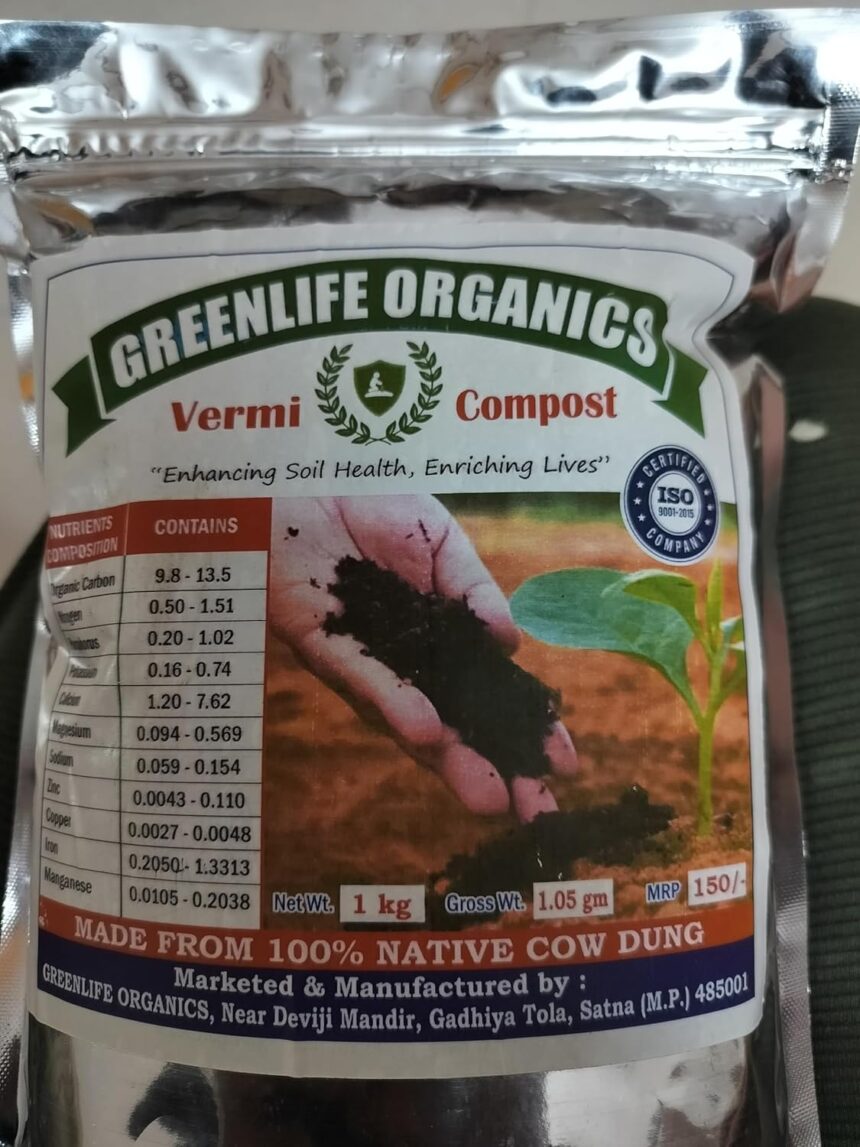 GREENLIFE ORGANICS
Vermi Compost
"Enhancing Soil Health, Enriching Lives"
CERTIFIED
ISO
9001-2015
COMPANY
NUTRIENTS COMPOSITION CONTAINS
Organic Carbon 9.8 - 13.5
0.50 - 1.51
0.20 - 1.02
Potassium 0.16 - 0.74
Calcium 1.20 - 7.62
Magnesium 0.094 - 0.569
Sodium 0.059 - 0.154
Zinc 0.0043 - 0.110
Copper 0.0027 - 0.0048
Iron 0.2050 - 1.3313
Manganese 0.0105 - 0.2038
Net Wt. 1 kg Gross Wt. 1.05 gm MRP 150/-
MADE FROM 100% NATIVE COW DUNG
Marketed & Manufactured by :
GREENLIFE ORGANICS, Near Deviji Mandir, Gadhiya Tola, Satna (M.P.) 485001